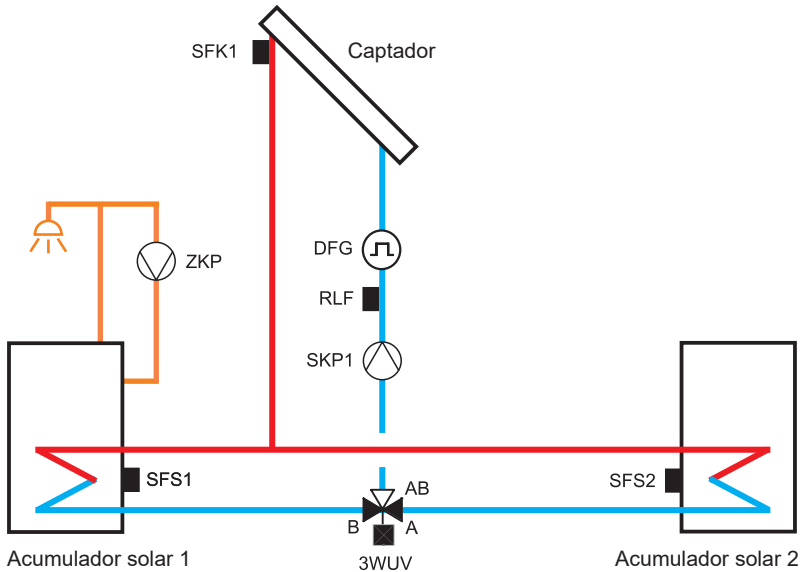 SFK1
Captador
DFG
ZKP
RLF
SKP1
SFS1
SFS2
AB
B
A
3WUV
Acumulador solar 1
Acumulador solar 2